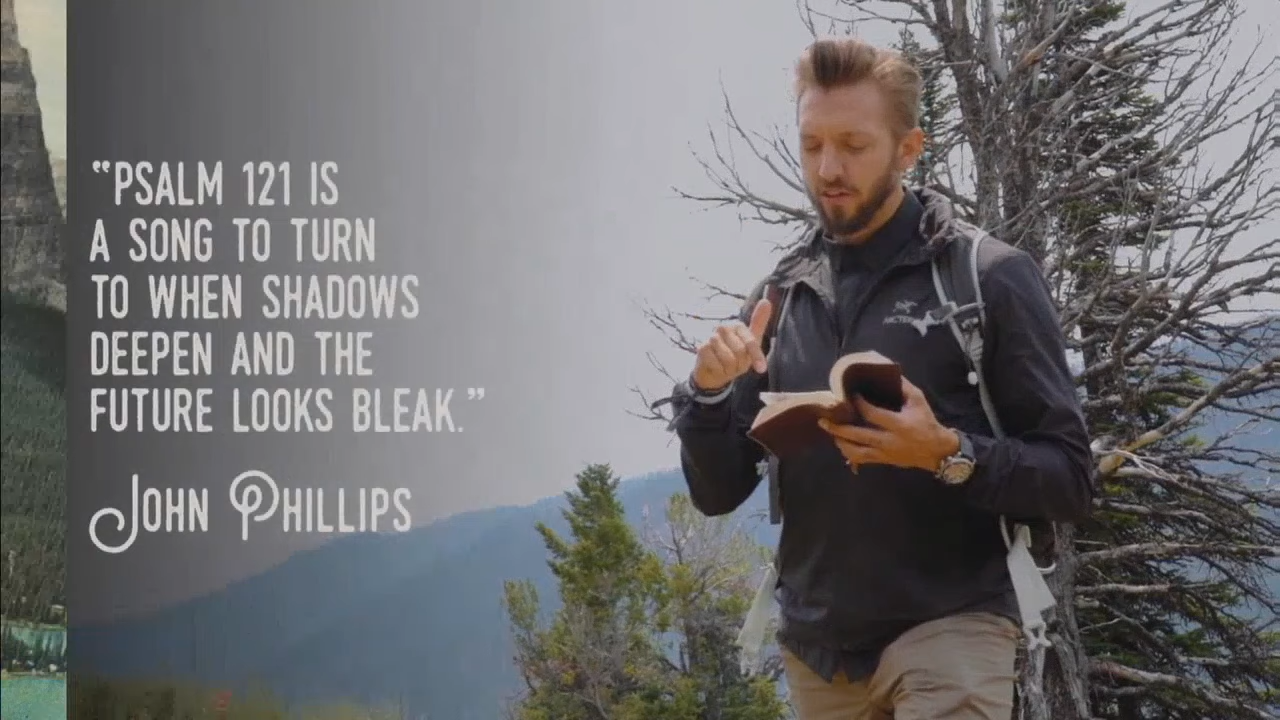 “PSALM 121 IS
A SONG TO TURN
TO WHEN SHADOWS
DEEPEN AND THE
FUTURE LOOKS BLEAK.”
JOHN PHILLIPS